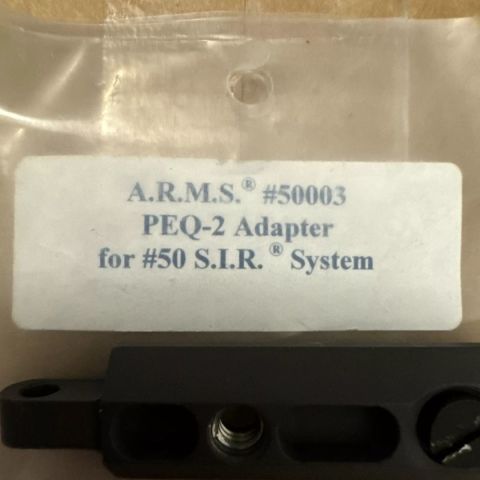 A.R.M.S.® #50003
PEQ-2 Adapter
for #50 S.I.R.® System